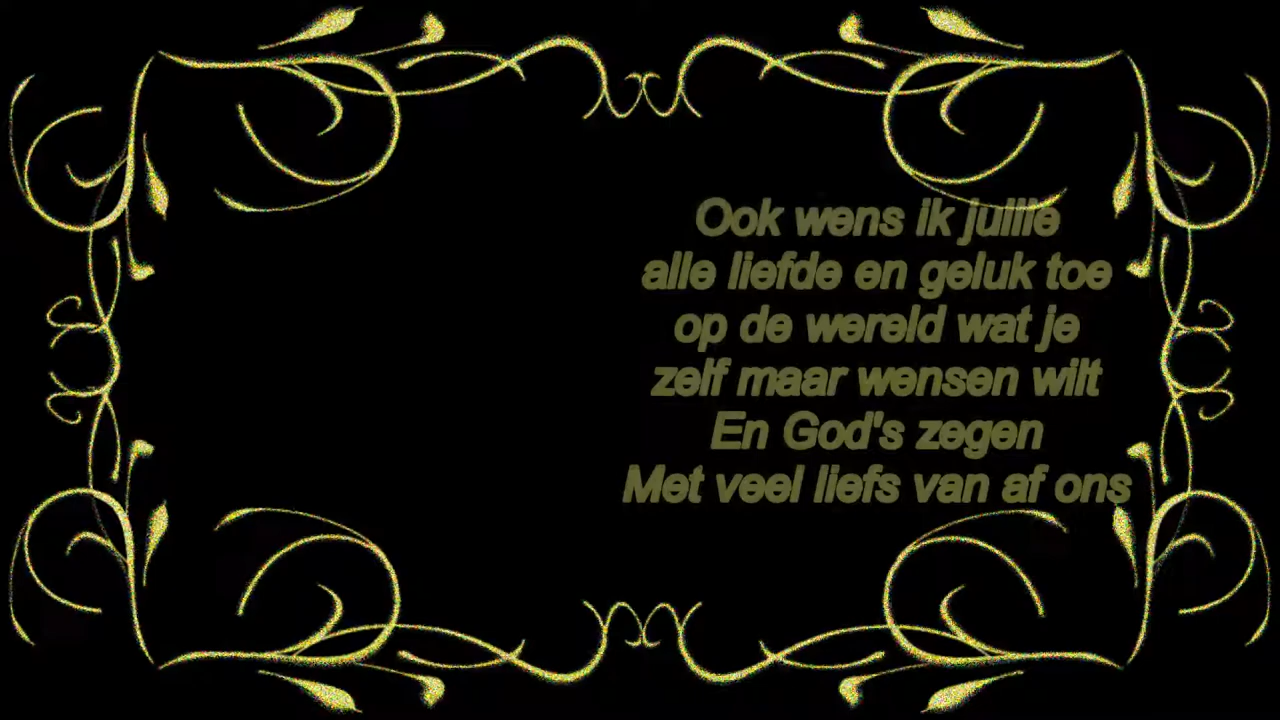 Ook wens ik jullie
alle liefde en geluk toe
op de wereld wat je
zelf maar wensen wilt
En God's zegen
Met veel liefs van af ons